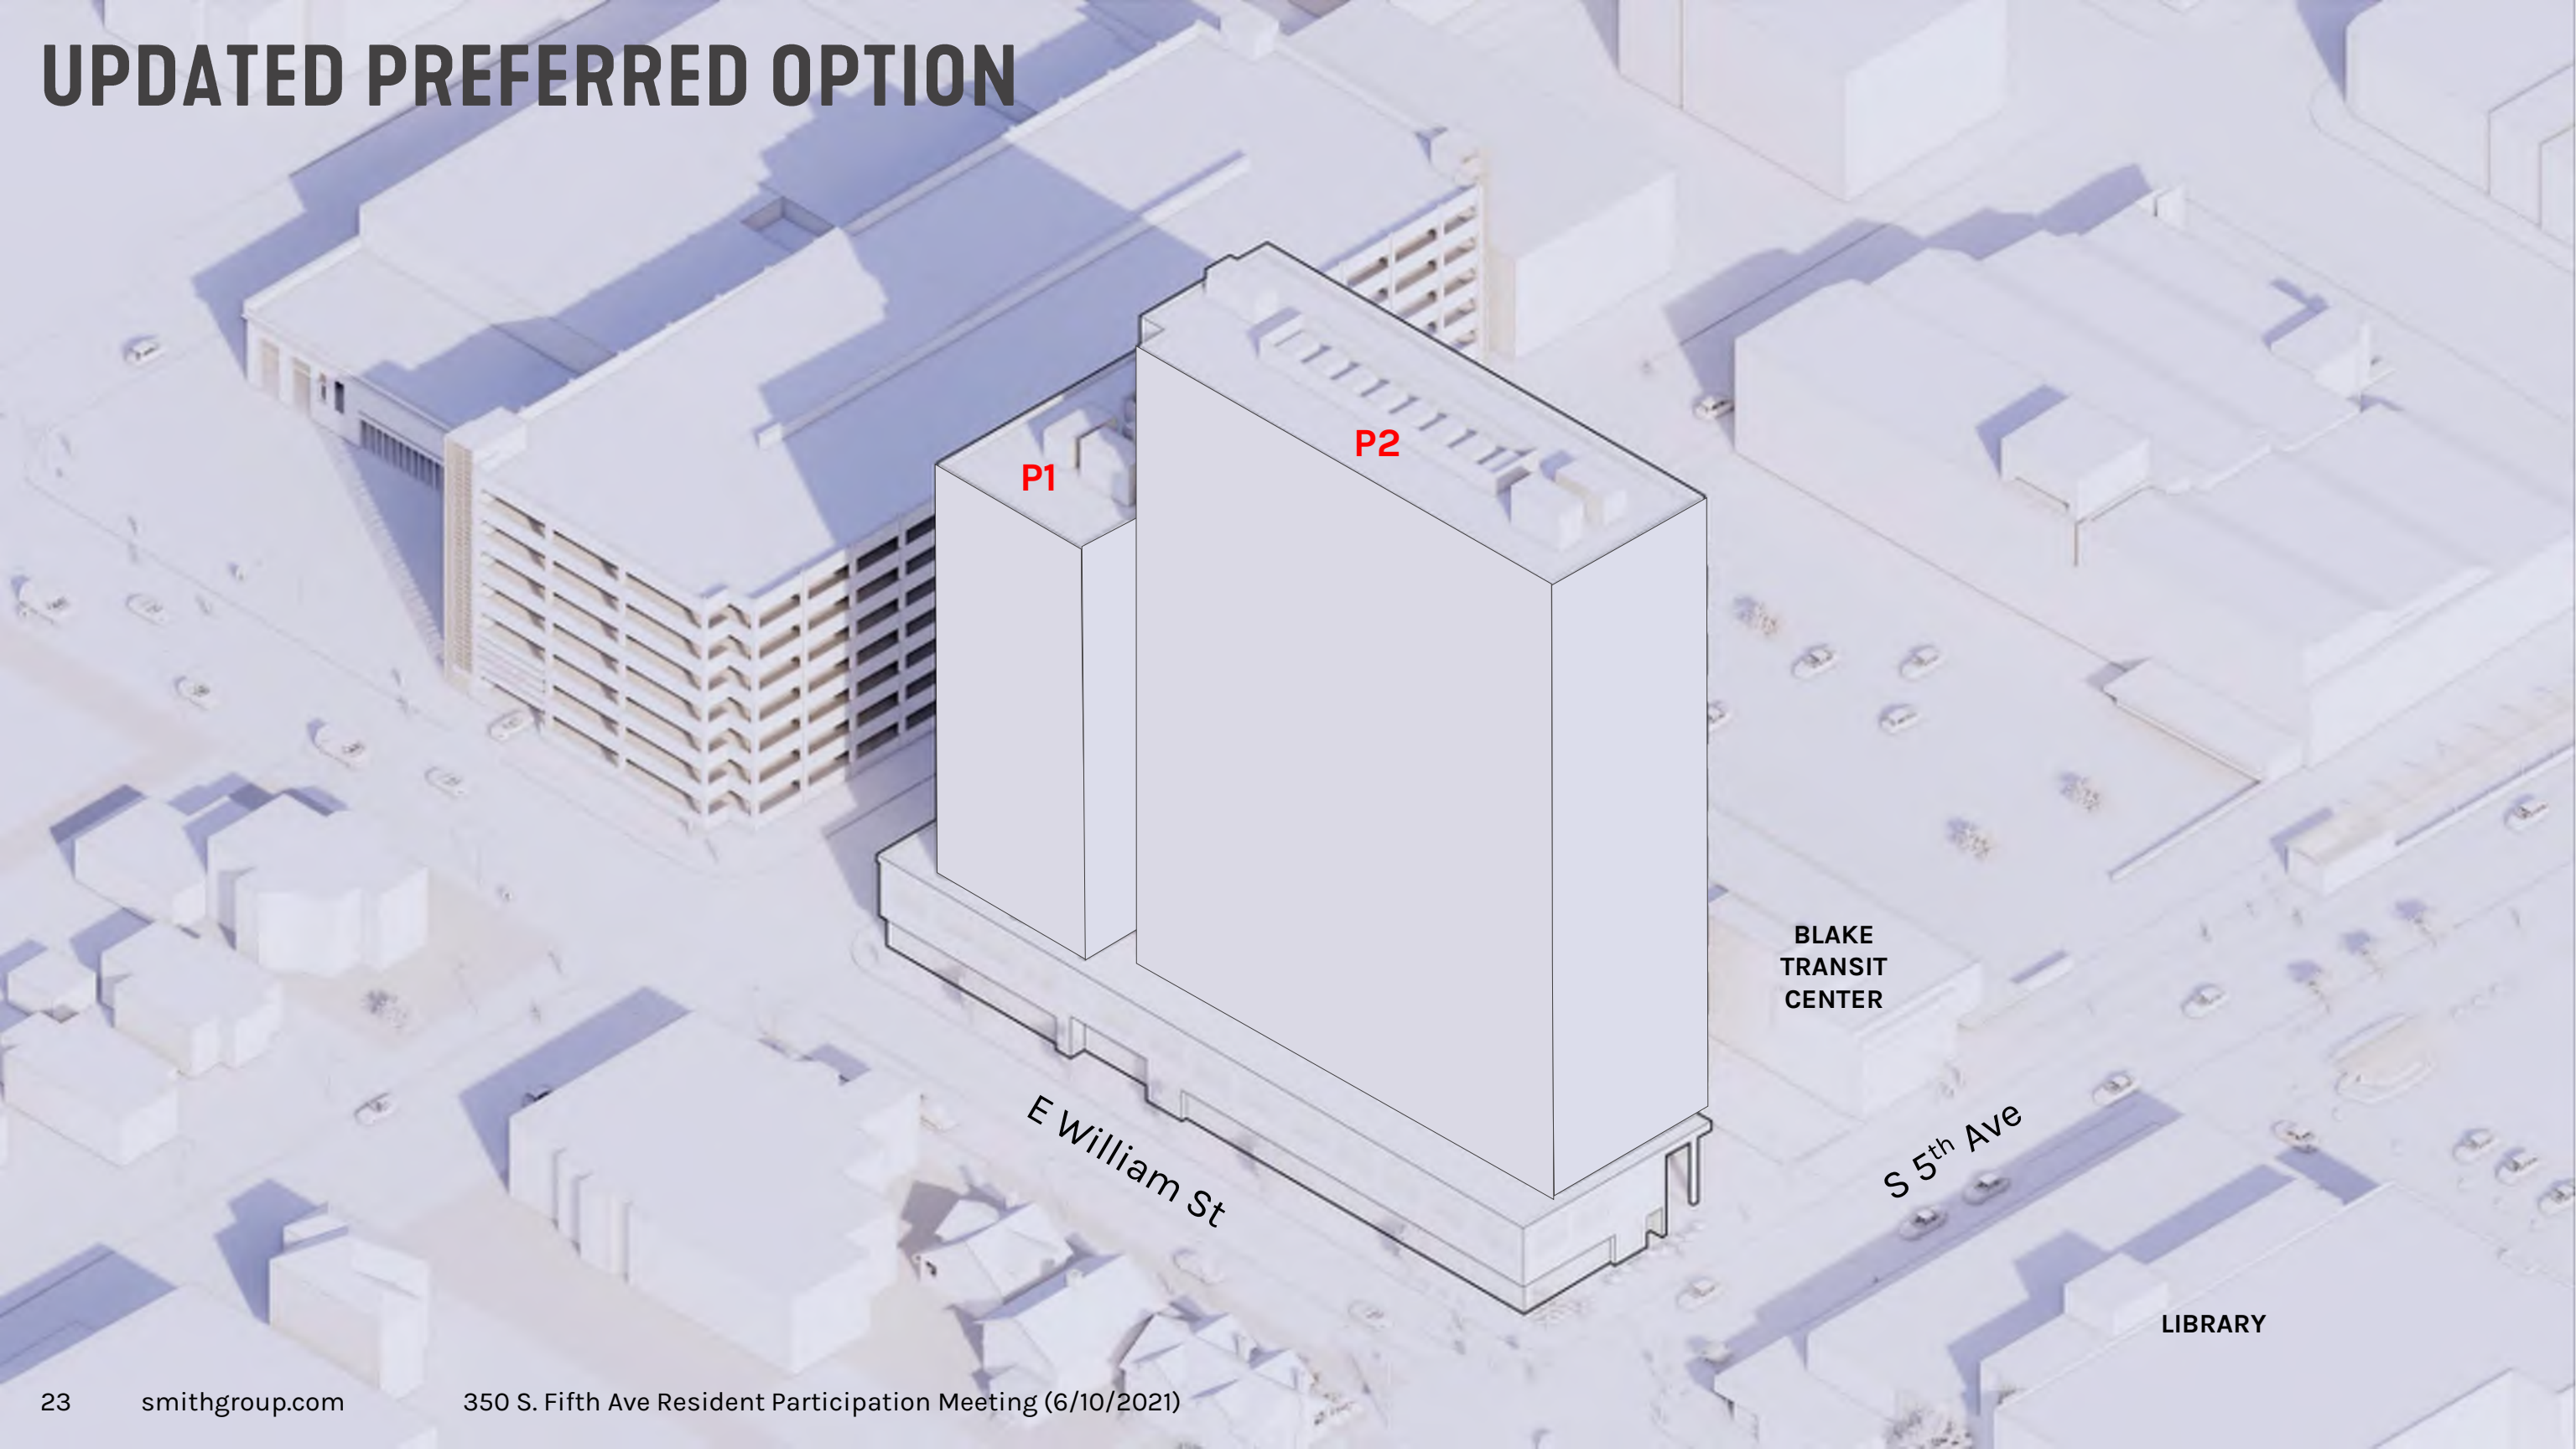 UPDATED PREFERRED OPTION
P2
P1
BLAKE
TRANSIT
CENTER
E William St
S 5th Ave
LIBRARY
23 smithgroup.com 350 S. Fifth Ave Resident Participation Meeting (6/10/2021)